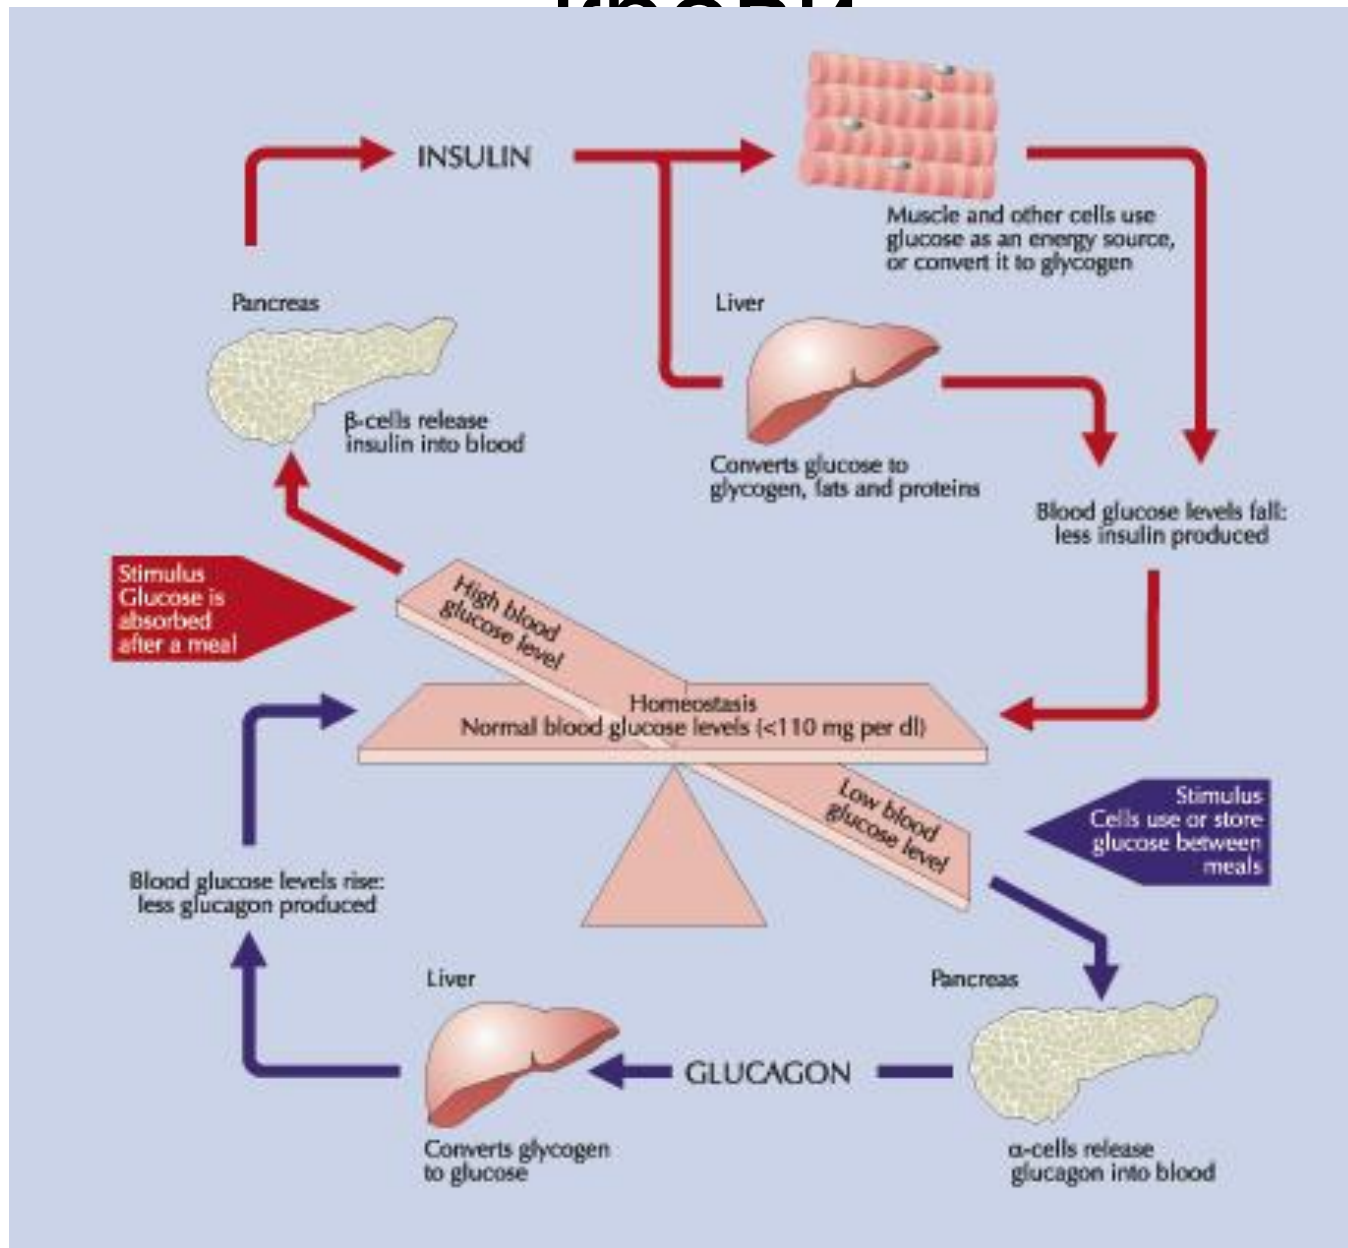 INSULIN
Muscle and other cells use
glucose as an energy source,
or convert it to glycogen
Pancreas
Liver
β-cells release
insulin into blood
Converts glucose to
glycogen, fats and proteins
Blood glucose levels fall:
less insulin produced
Stimulus
Glucose is
absorbed
after a meal
High blood
glucose level
Homeostasis
Normal blood glucose levels (<110 mg per dl)
Low blood
glucose level
Stimulus
Cells use or store
glucose between
meals
Blood glucose levels rise:
less glucagon produced
Liver
Pancreas
GLUCAGON
Converts glycogen
to glucose
α-cells release
glucagon into blood